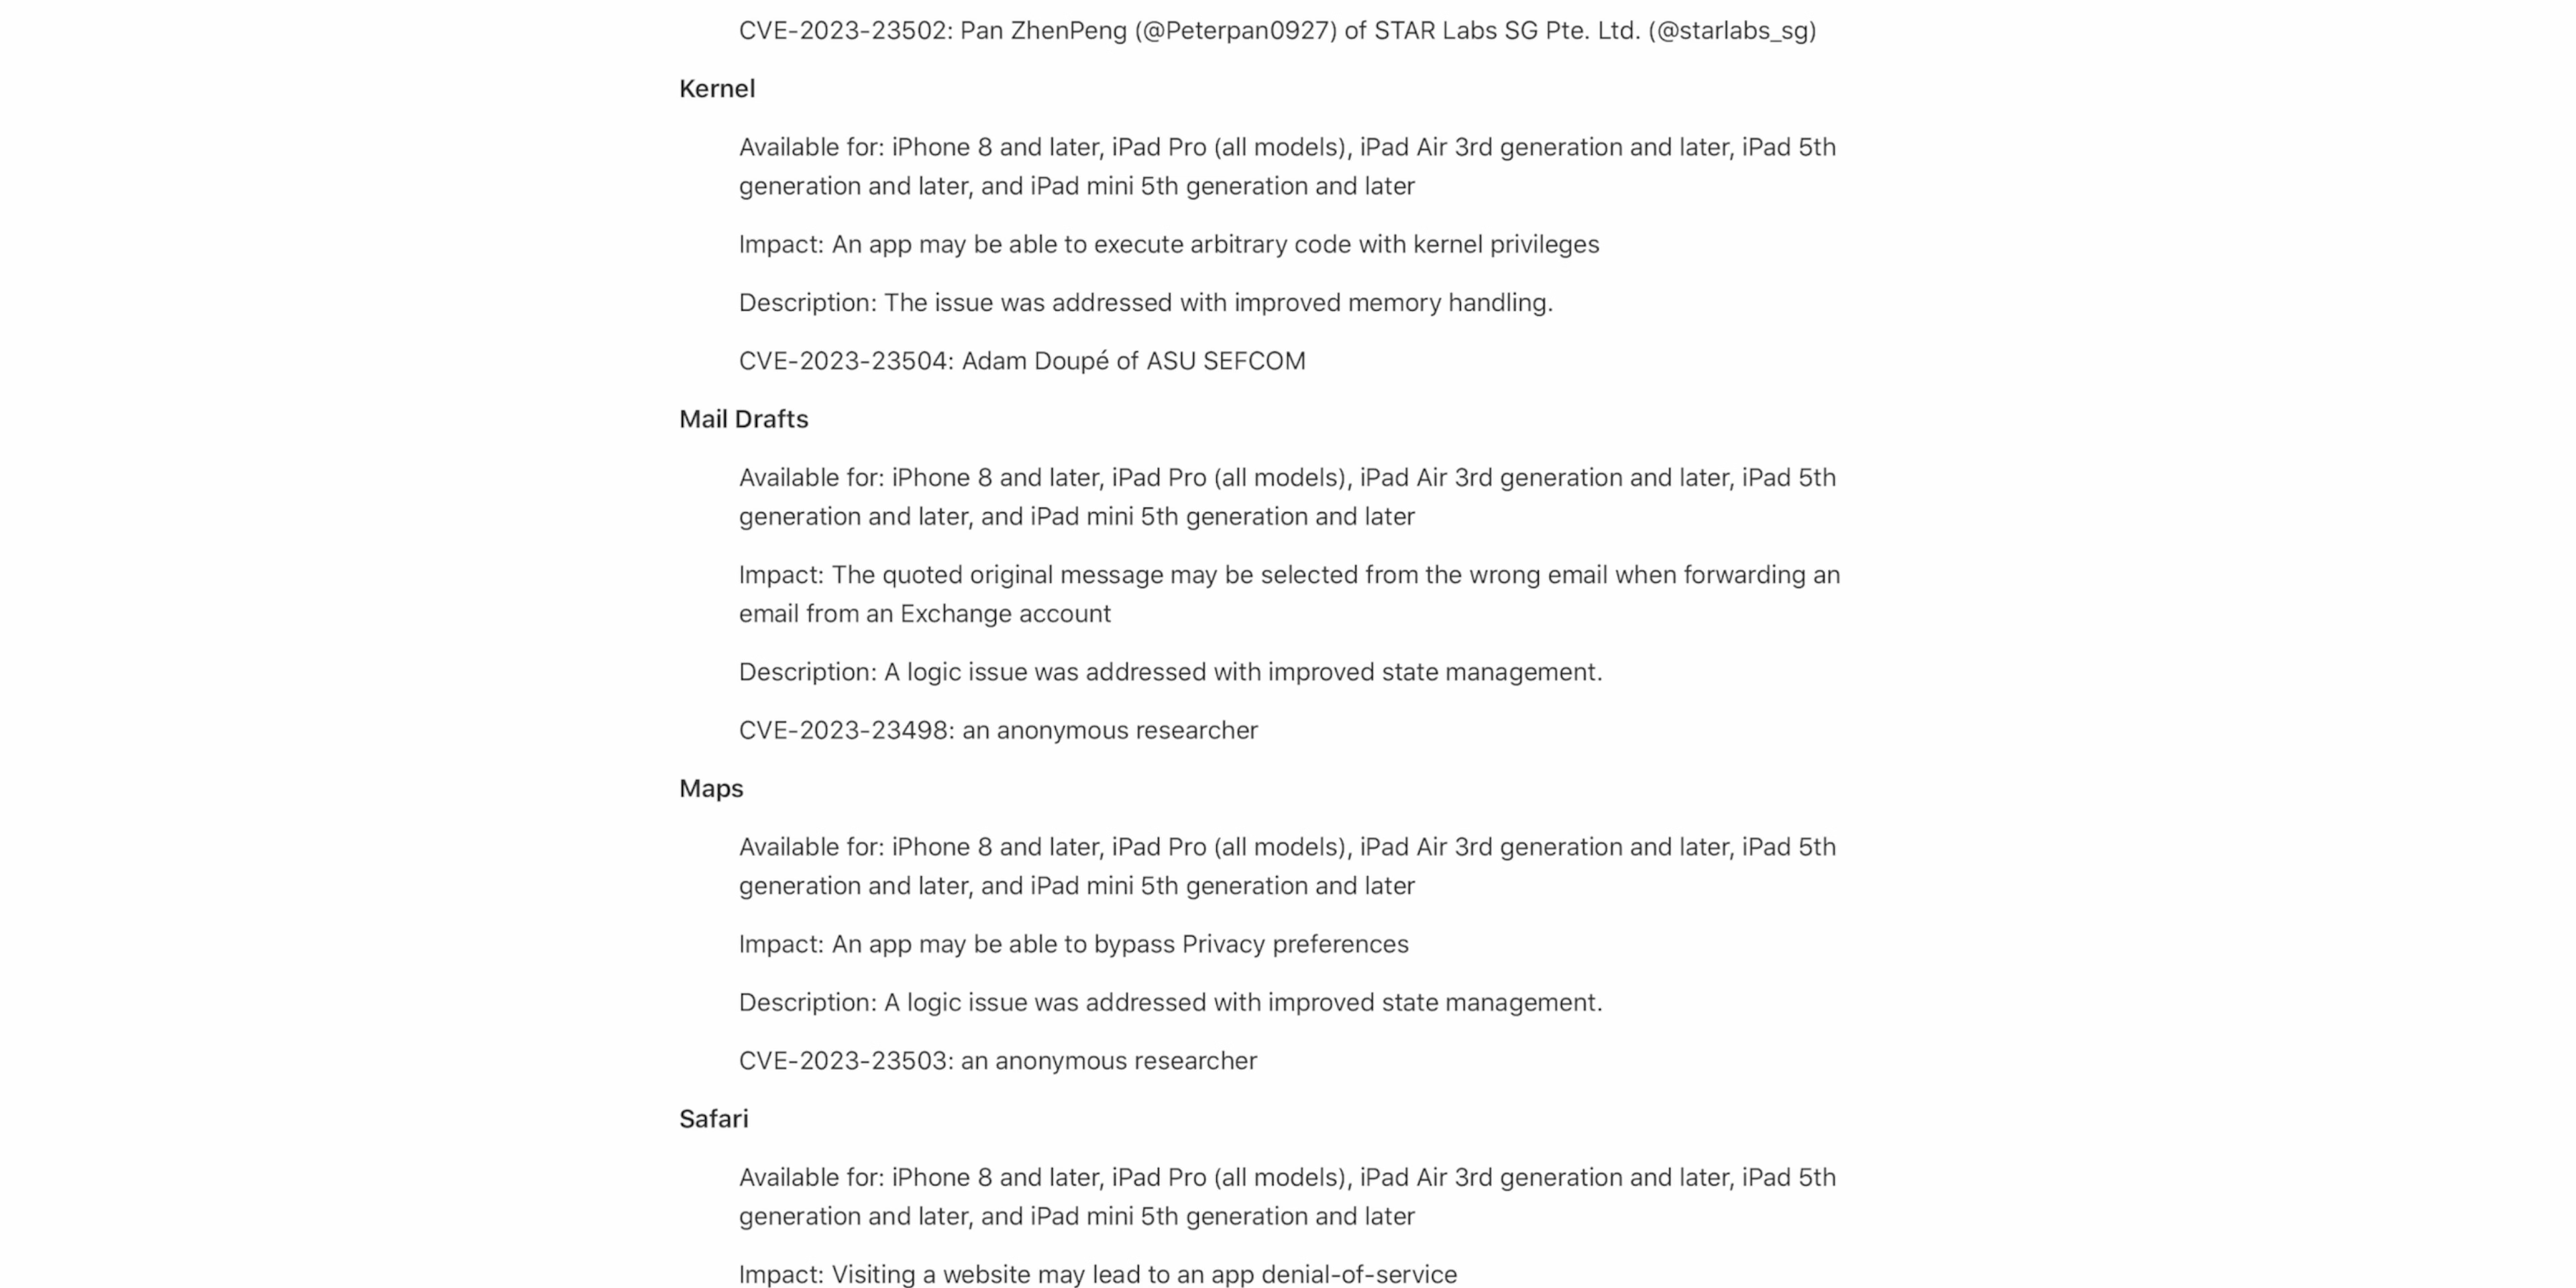 CVE-2023-23502: Pan ZhenPeng (@Peterpan0927) of STAR Labs SG Pte. Ltd. (@starlabs_sg)
Kernel
Available for: iPhone 8 and later, iPad Pro (all models), iPad Air 3rd generation and later, iPad 5th
generation and later, and iPad mini 5th generation and later
Impact: An app may be able to execute arbitrary code with kernel privileges
Description: The issue was addressed with improved memory handling.
CVE-2023-23504: Adam Doupé of ASU SEFCOM
Mail Drafts
Available for: iPhone 8 and later, iPad Pro (all models), iPad Air 3rd generation and later, iPad 5th
generation and later, and iPad mini 5th generation and later
Impact: The quoted original message may be selected from the wrong email when forwarding an
email from an Exchange account
Description: A logic issue was addressed with improved state management.
CVE-2023-23498: an anonymous researcher
Maps
Available for: iPhone 8 and later, iPad Pro (all models), iPad Air 3rd generation and later, iPad 5th
generation and later, and iPad mini 5th generation and later
Impact: An app may be able to bypass Privacy preferences
Description: A logic issue was addressed with improved state management.
CVE-2023-23503: an anonymous researcher
Safari
Available for: iPhone 8 and later, iPad Pro (all models), iPad Air 3rd generation and later, iPad 5th
generation and later, and iPad mini 5th generation and later
Impact: Visiting a website may lead to an app denial-of-service